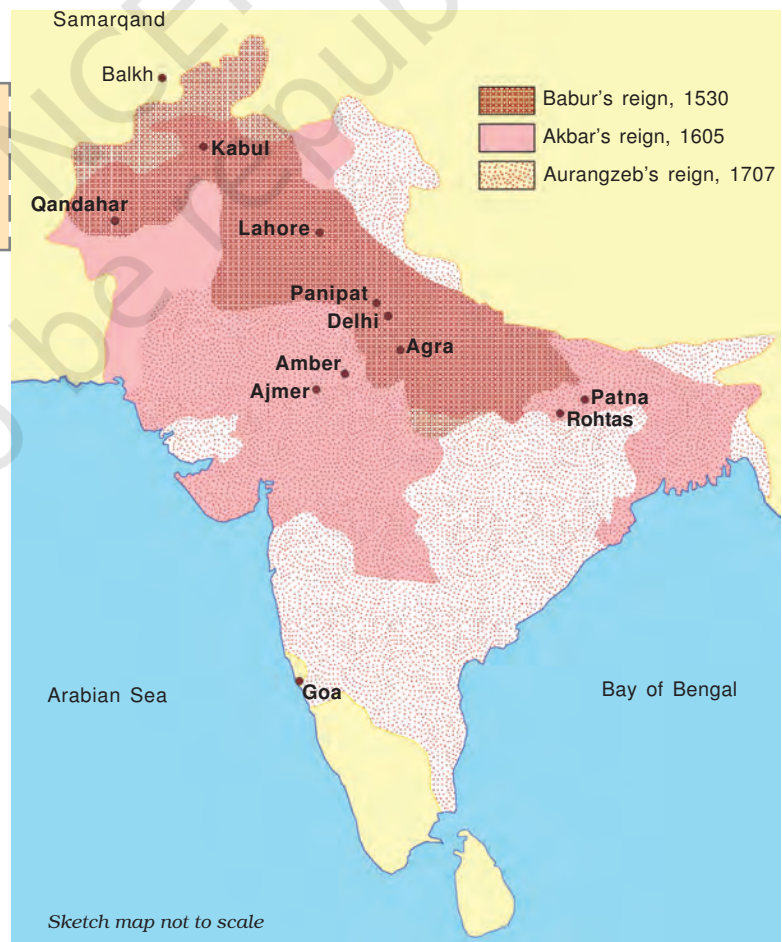 Samarqand
Balkh
Babur's reign, 1530
Akbar's reign, 1605
Aurangzeb's reign, 1707
Kabul
Qandahar
Lahore
Panipat
Delhi
Agra
Amber
Ajmer
Patna
Rohtas
Goa
Arabian Sea
Bay of Bengal
Sketch map not to scale